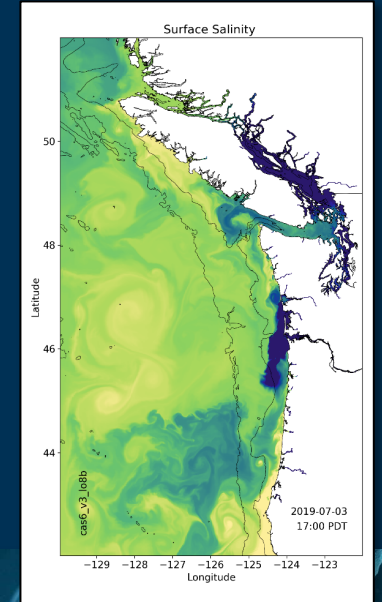 Surface Salinity
50
48
46
44
Latitude
cas6_v3_lo8b
2019-07-03
17:00 PDT
−129 −128 −127 −126 −125 −124 −123
Longitude